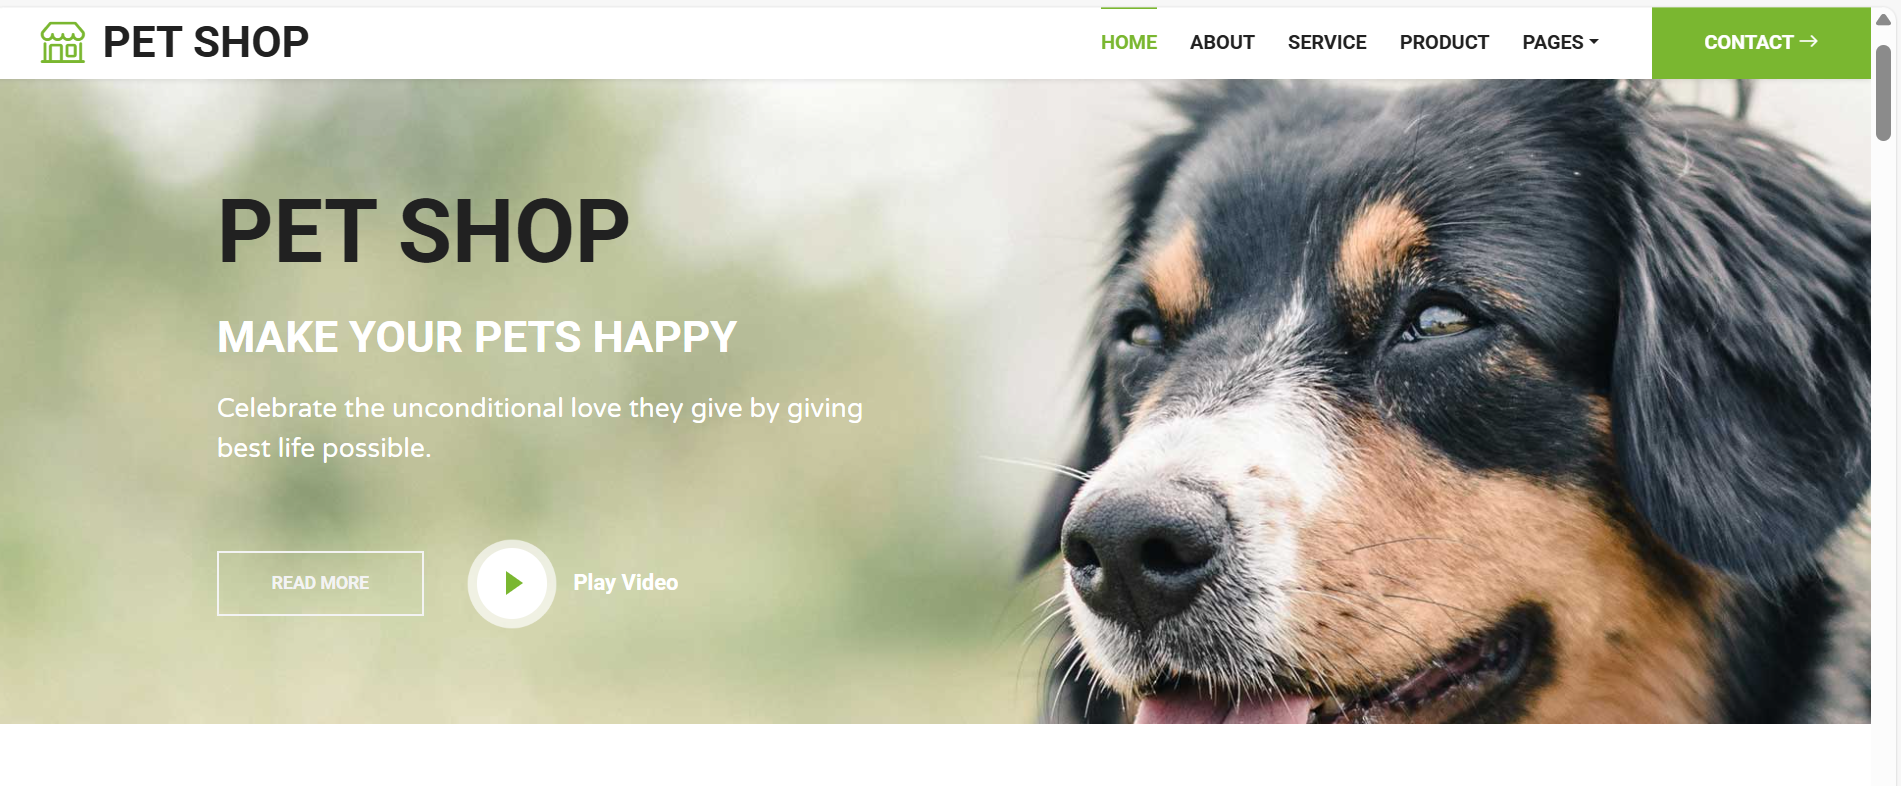 PET SHOP
HOME ABOUT SERVICE PRODUCT PAGES CONTACT →
PET SHOP
MAKE YOUR PETS HAPPY
Celebrate the unconditional love they give by giving
best life possible.
READ MORE Play Video